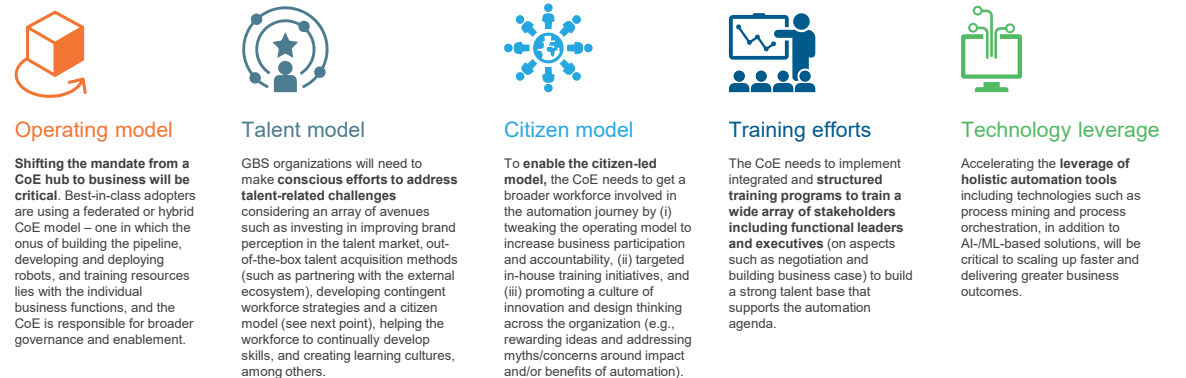 Operating model
Shifting the mandate from a
CoE hub to business will be
critical. Best-in-class adopters
are using a federated or hybrid
CoE model – one in which the
onus of building the pipeline,
developing and deploying
robots, and training resources
lies with the individual
business functions, and the
CoE is responsible for broader
governance and enablement.
Talent model
GBS organizations will need to
make conscious efforts to address
talent-related challenges
considering an array of avenues
such as investing in improving brand
perception in the talent market, out-
of-the-box talent acquisition methods
(such as partnering with the external
ecosystem), developing contingent
workforce strategies and a citizen
model (see next point), helping the
workforce to continually develop
skills, and creating learning cultures,
among others.
Citizen model
To enable the citizen-led
model, the CoE needs to get a
broader workforce involved in
the automation journey by (i)
tweaking the operating model to
increase business participation
and accountability, (ii) targeted
in-house training initiatives, and
(iii) promoting a culture of
innovation and design thinking
across the organization (e.g.,
rewarding ideas and addressing
myths/concerns around impact
and/or benefits of automation).
Training efforts
The CoE needs to implement
integrated and structured
training programs to train a
wide array of stakeholders
including functional leaders
and executives (on aspects
such as negotiation and
building business case) to build
a strong talent base that
supports the automation
agenda.
Technology leverage
Accelerating the leverage of
holistic automation tools
including technologies such as
process mining and process
orchestration, in addition to
AI-/ML-based solutions, will be
critical to scaling up faster and
delivering greater business
outcomes.